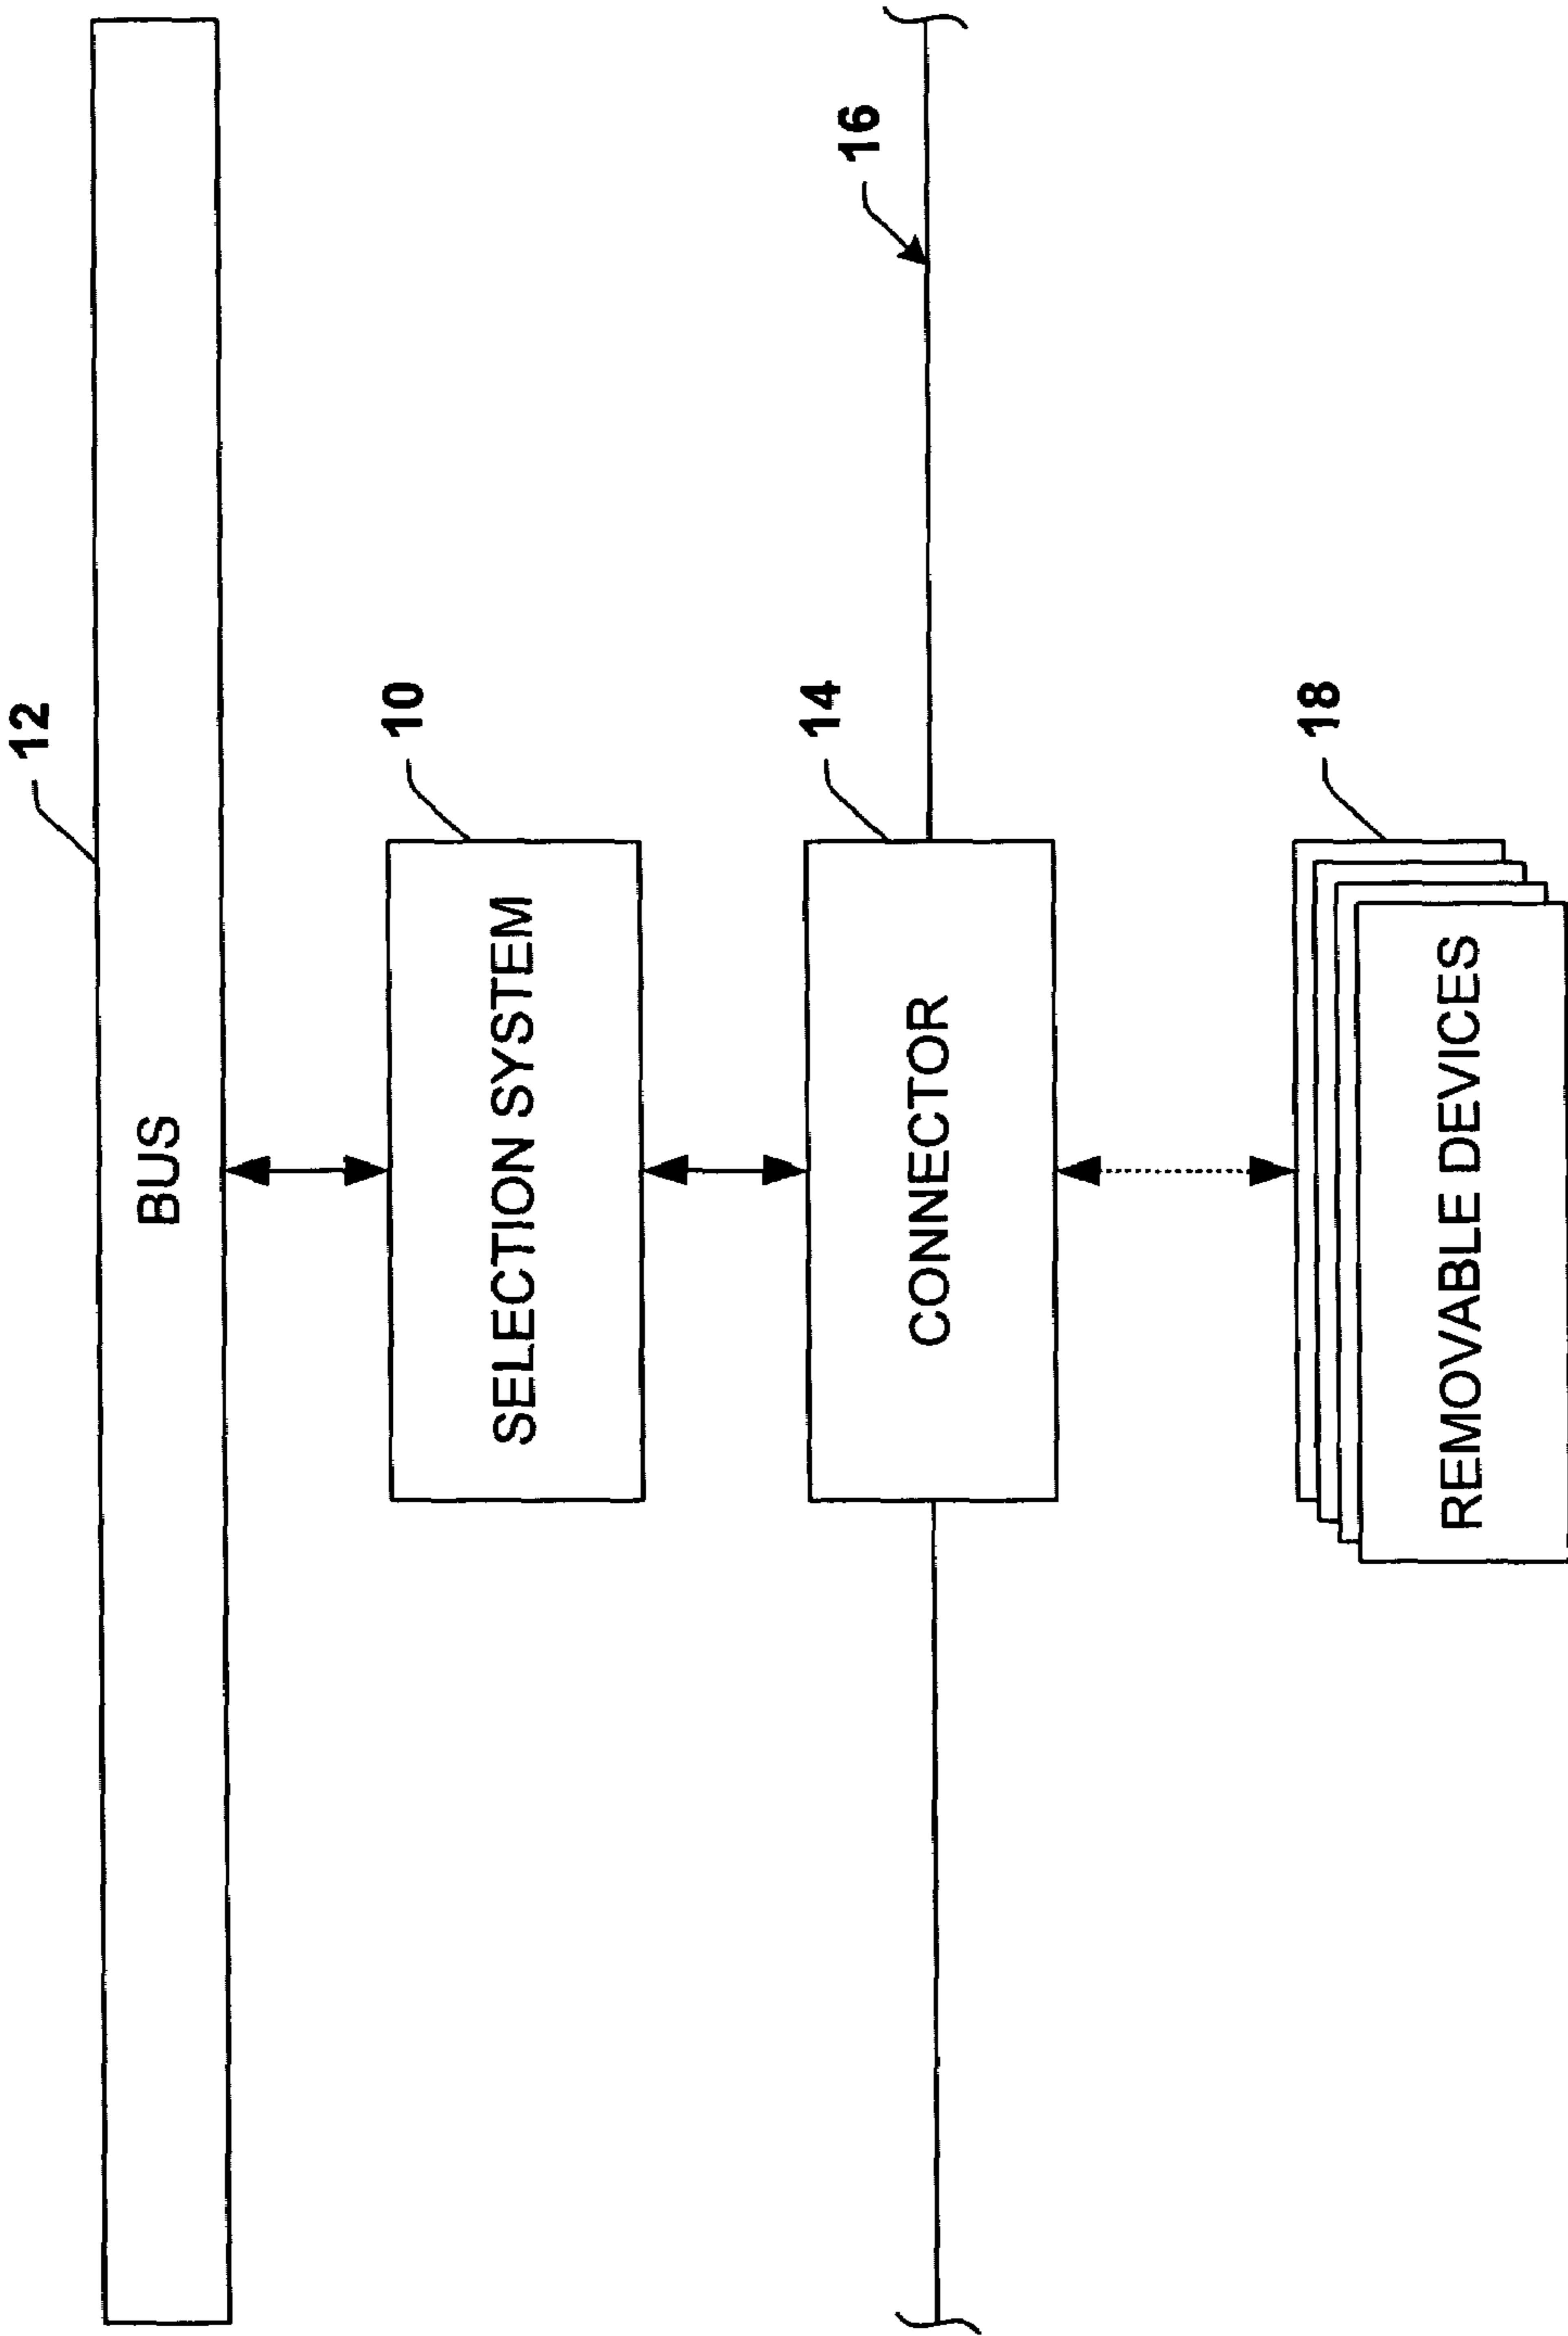 12
BUS
10
SELECTION SYSTEM
16
14
CONNECTOR
18
REMOVABLE DEVICES